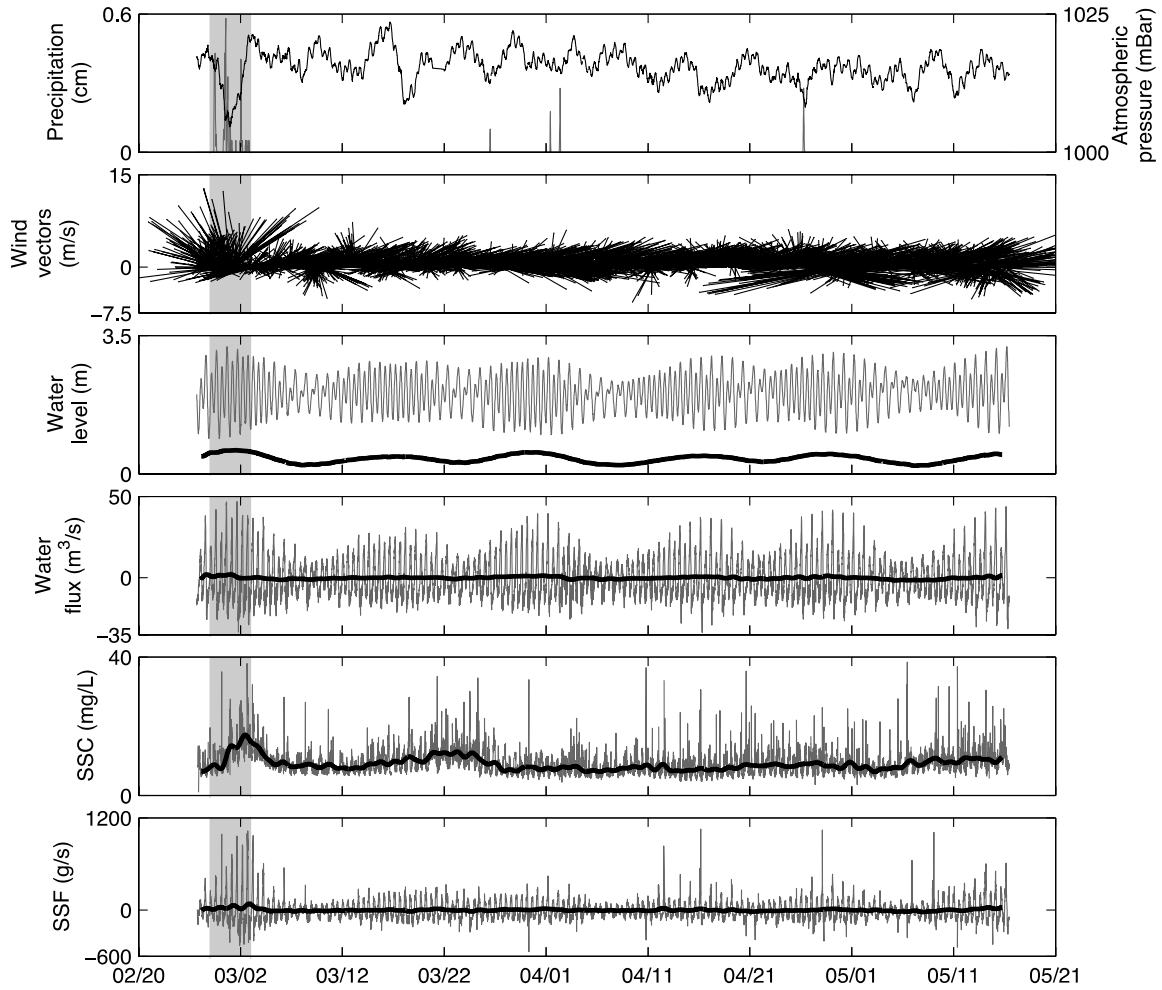 0.6
Precipitation
(cm)
0
1025
Atmospheric
pressure (mBar)
1000
15
Wind
vectors
(m/s)
0
−7.5
3.5
Water
level (m)
0
50
Water
flux (m³/s)
0
−35
40
SSC (mg/L)
0
1200
SSF (g/s)
0
−600
02/20 03/02 03/12 03/22 04/01 04/11 04/21 05/01 05/11 05/21